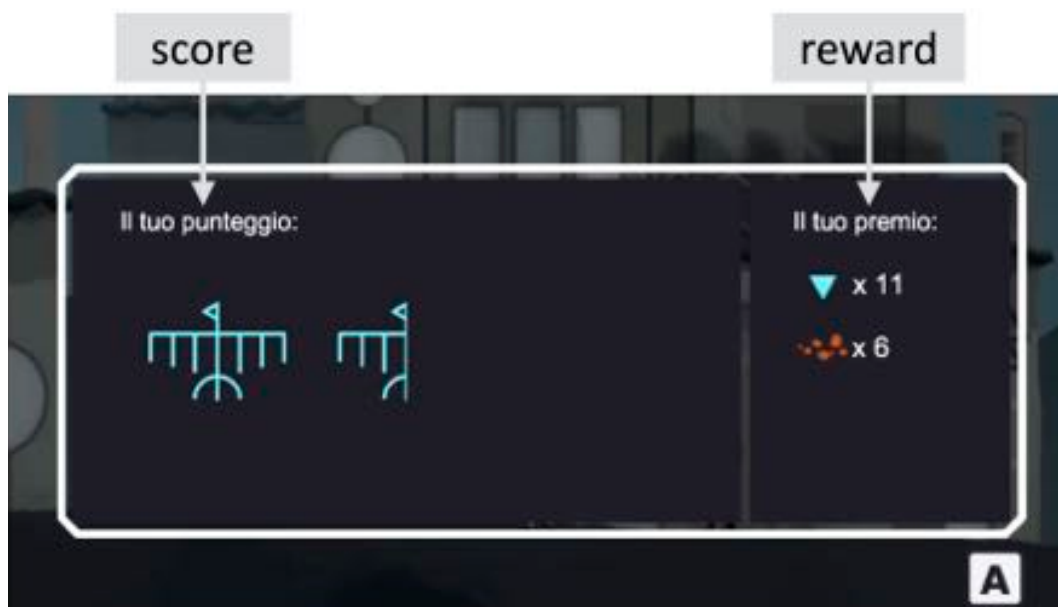 score
reward
Il tuo punteggio:
Il tuo premio:
x 11
x 6
A